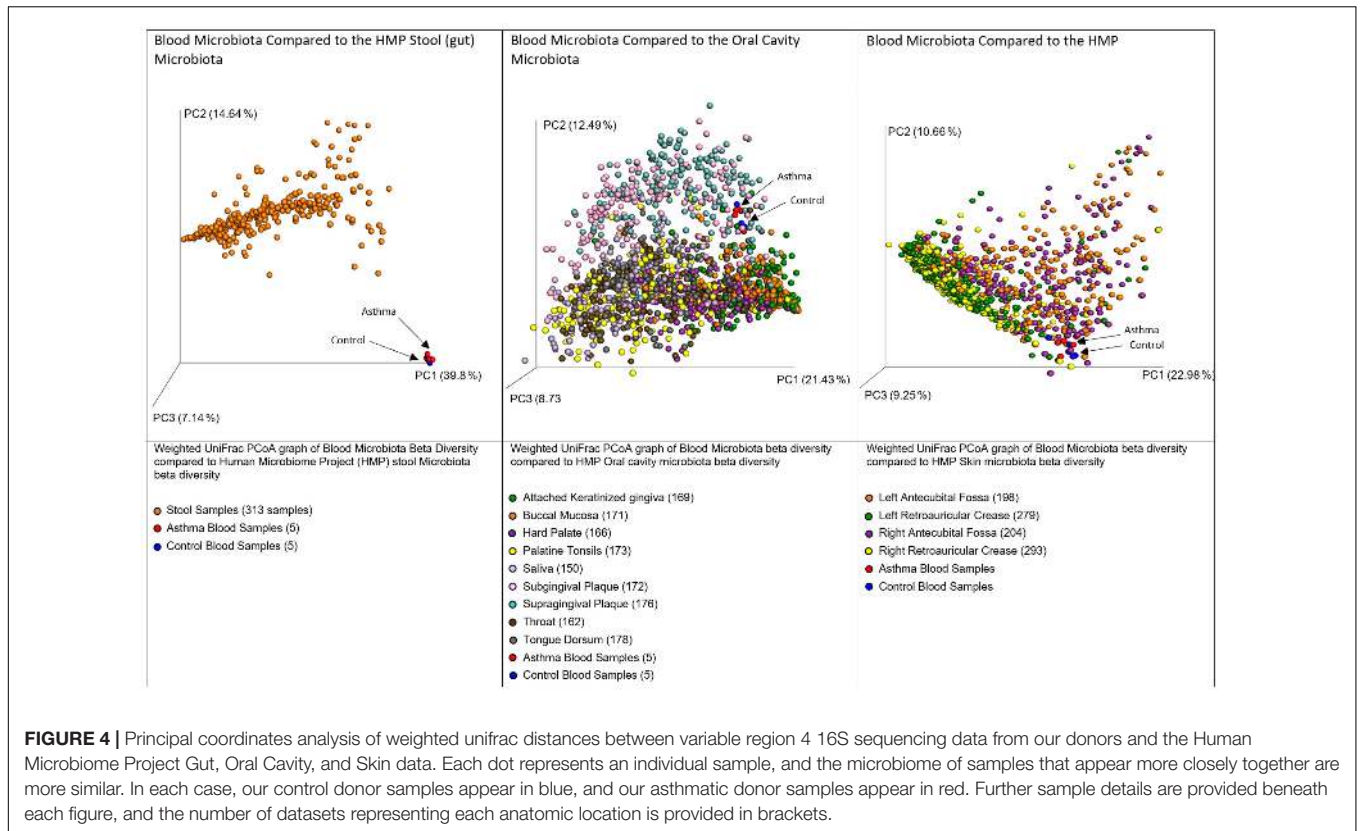 Blood Microbiota Compared to the HMP Stool (gut)
Microbiota
PC2 (14.64 %)
Asthma
Control
PC1 (39.8 %)
PC3 (7.14 %)
Weighted UniFrac PCoA graph of Blood Microbiota Beta Diversity
compared to Human Microbiome Project (HMP) stool Microbiota
beta diversity
Stool Samples (313 samples)
Asthma Blood Samples (5)
Control Blood Samples (5)
Blood Microbiota Compared to the Oral Cavity
Microbiota
PC2 (12.49 %)
Asthma
Control
PC1 (21.43 %)
PC3 (8.73
Weighted UniFrac PCoA graph of Blood Microbiota beta diversity
compared to HMP Oral cavity microbiota beta diversity
Attached Keratinized gingiva (169)
Buccal Mucosa (171)
Hard Palate (166)
Palatine Tonsils (173)
Saliva (150)
Subgingival Plaque (172)
Supragingival Plaque (176)
Throat (162)
Tongue Dorsum (178)
Asthma Blood Samples (5)
Control Blood Samples (5)
Blood Microbiota Compared to the HMP
PC2 (10.66 %)
Asthma
Control
PC1 (22.98 %)
PC3 (9.25 %)
Weighted UniFrac PCoA graph of Blood Microbiota beta diversity
compared to HMP Skin microbiota beta diversity
Left Antecubital Fossa (198)
Left Retroauricular Crease (279)
Right Antecubital Fossa (204)
Right Retroauricular Crease (293)
Asthma Blood Samples
Control Blood Samples
FIGURE 4 | Principal coordinates analysis of weighted unifrac distances between variable region 4 16S sequencing data from our donors and the Human
Microbiome Project Gut, Oral Cavity, and Skin data. Each dot represents an individual sample, and the microbiome of samples that appear more closely together are
more similar. In each case, our control donor samples appear in blue, and our asthmatic donor samples appear in red. Further sample details are provided beneath
each figure, and the number of datasets representing each anatomic location is provided in brackets.